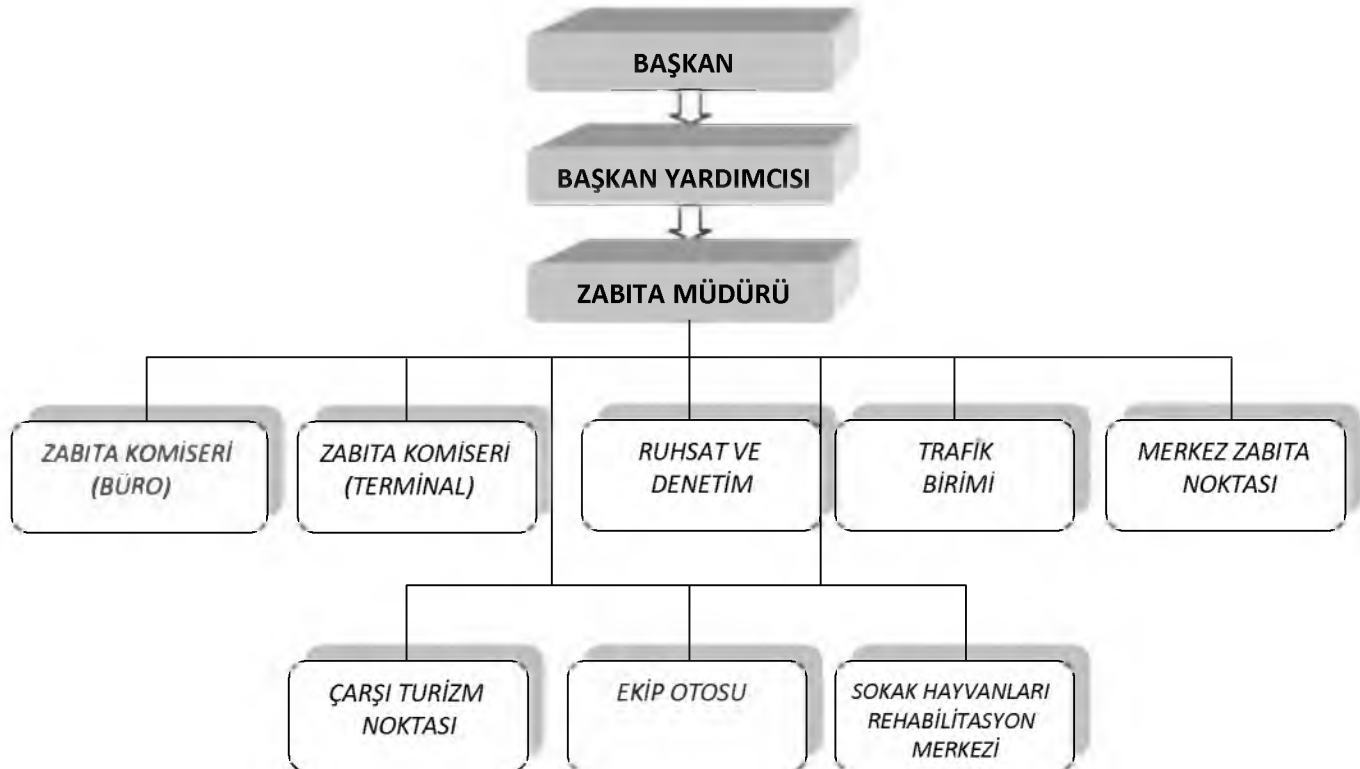 BAŞKAN
BAŞKAN YARDIMCISI
ZABITA MÜDÜRÜ
ZABITA KOMİSERİ
(BÜRO)
ZABITA KOMİSERİ
(TERMİNAL)
RUHSAT VE
DENETİM
TRAFİK
BİRİMİ
MERKEZ ZABITA
NOKTASI
ÇARŞI TURİZM
NOKTASI
EKİP OTOSU
SOKAK HAYVANLARI
REHABİLİTASYON
MERKEZİ